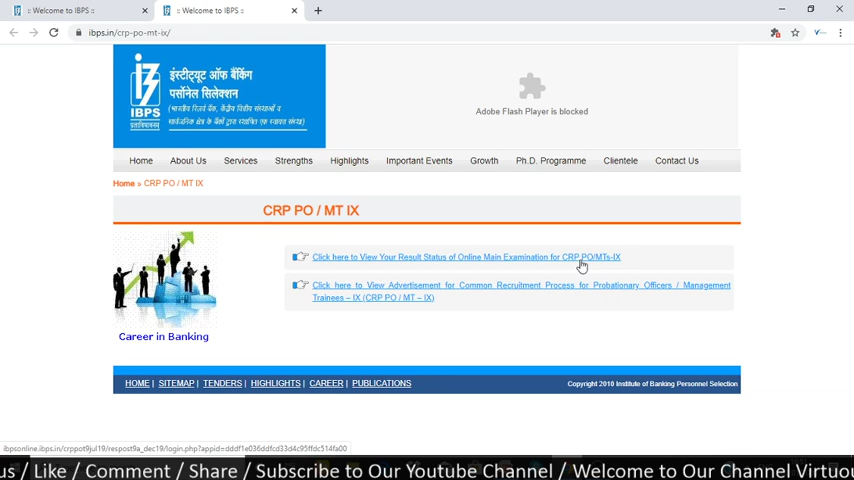 :: Welcome to IBPS ::
:: Welcome to IBPS ::
ibps.in/crp-po-mt-ix/
IBPS
इंस्टीट्यूट ऑफ बैंकिंग
पर्सोनेल सिलेक्शन
(भारतीय रिज़र्व बैंक, केंद्रीय वित्तीय संस्थाओं व
सार्वजनिक क्षेत्र के बैंकों द्वारा स्थापित एक स्वायत्त संस्था)
Adobe Flash Player is blocked
Home About Us Services Strengths Highlights Important Events Growth Ph.D. Programme Clientele Contact Us
Home » CRP PO / MT IX
CRP PO / MT IX
Click here to View Your Result Status of Online Main Examination for CRP PO/MTs-IX
Click here to View Advertisement for Common Recruitment Process for Probationary Officers / Management
Trainees – IX (CRP PO / MT – IX)
Career in Banking
HOME | SITEMAP | TENDERS | HIGHLIGHTS | CAREER | PUBLICATIONS
Copyright 2010 Institute of Banking Personnel Selection
ibpsonline.ibps.in/crppot9jul19/respost9a_dec19/login.php?appid=dddf1e036ddfcd33d4c95ffdc514fa00
us / Like / Comment / Share / Subscribe to Our Youtube Channel / Welcome to Our Channel Virtuou